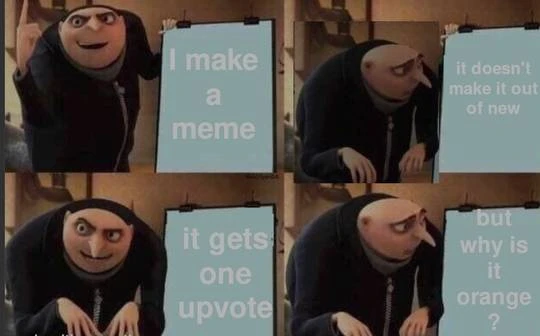 I make
a
meme
it doesn't
make it out
of new
it gets
one
upvote
but
why is
it
orange
?